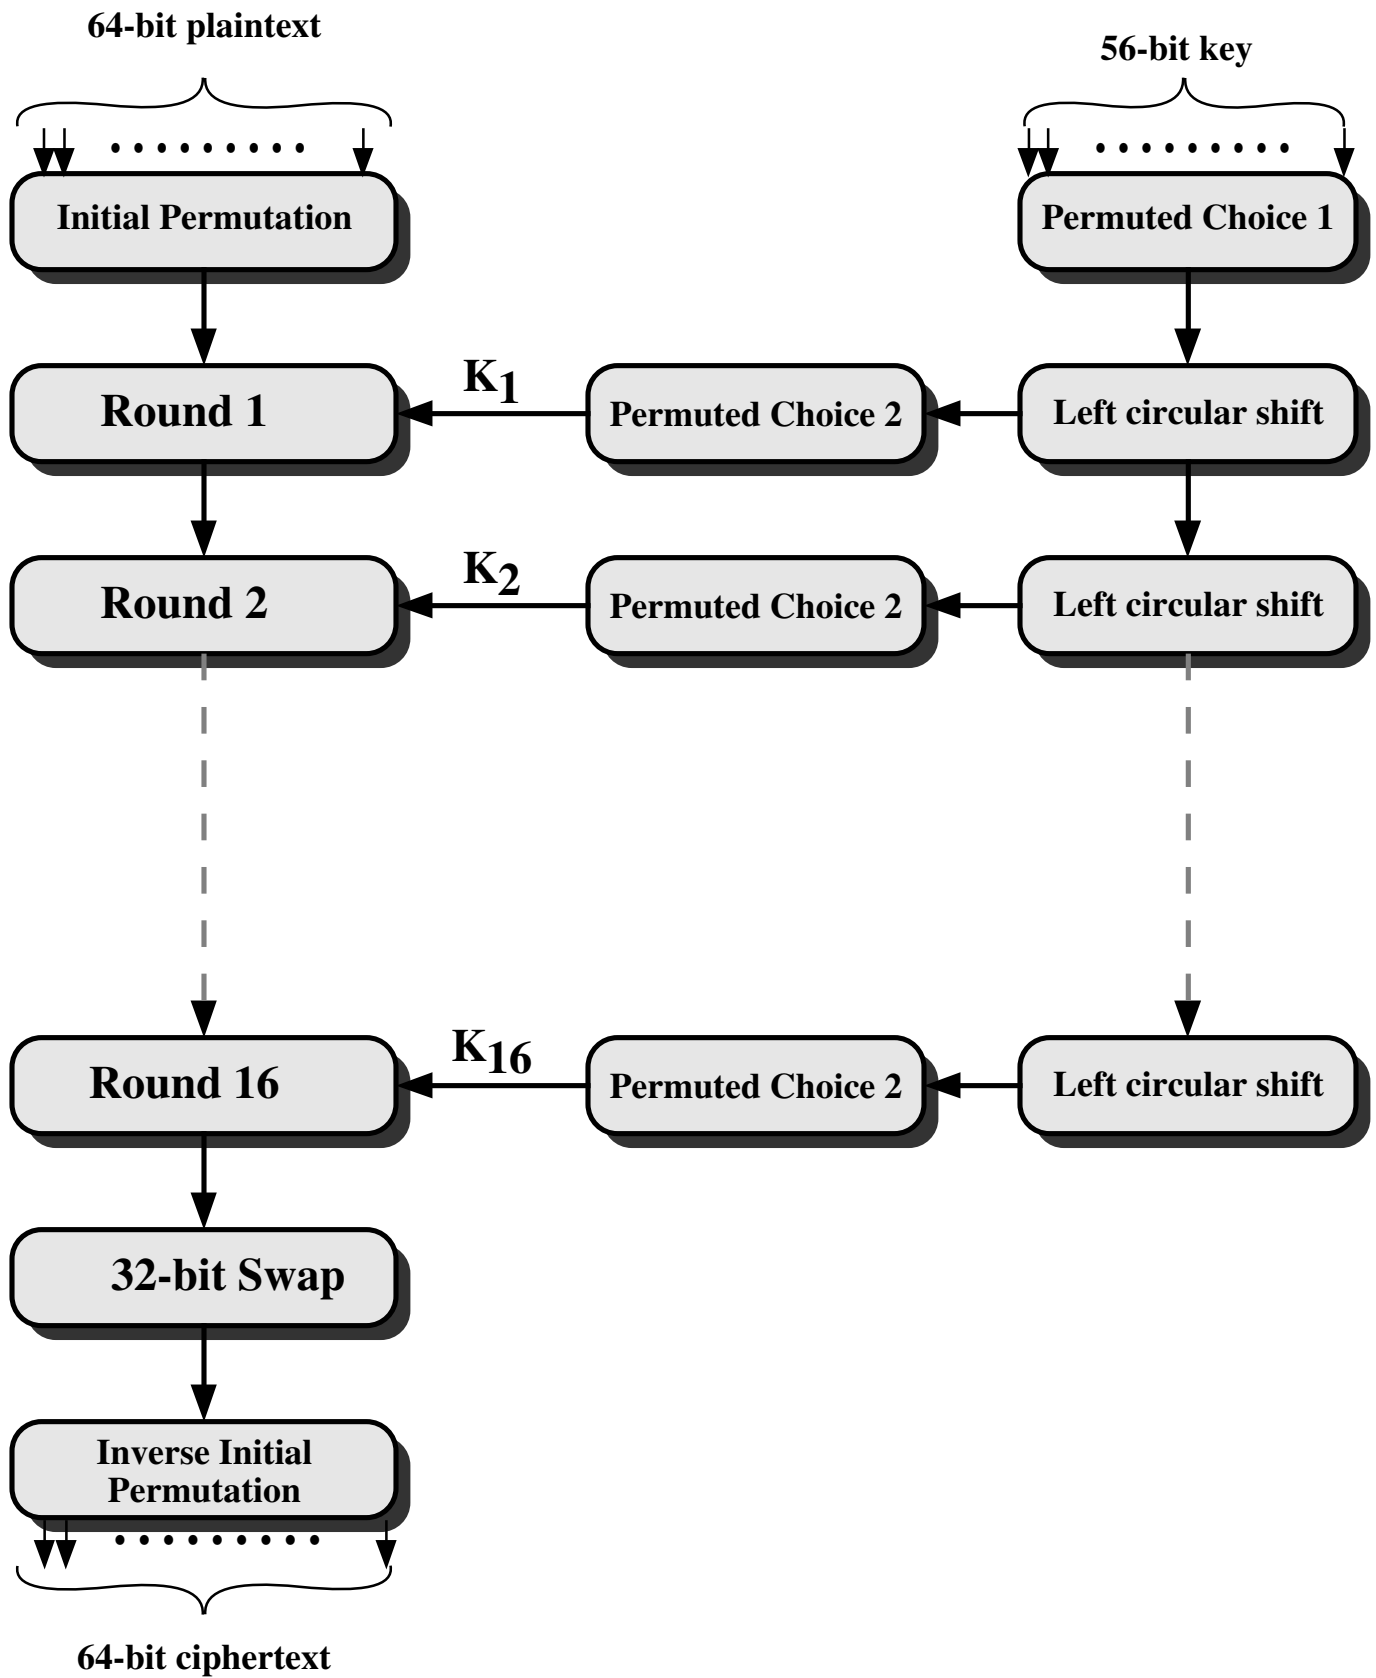 64-bit plaintext
56-bit key
Initial Permutation
Permuted Choice 1
Round 1
K1
Permuted Choice 2
Left circular shift
Round 2
K2
Permuted Choice 2
Left circular shift
Round 16
K16
Permuted Choice 2
Left circular shift
32-bit Swap
Inverse Initial
Permutation
64-bit ciphertext